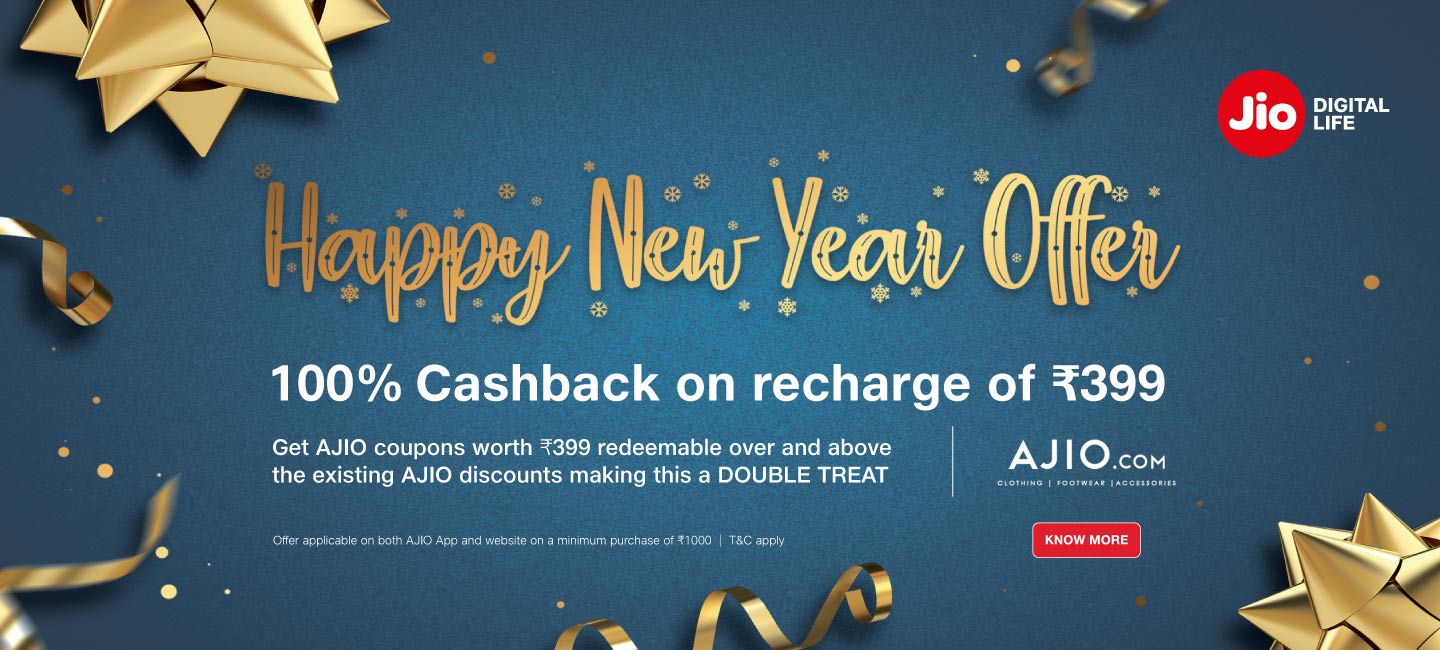 Jio DIGITAL
LIFE
Happy New Year Offer
100% Cashback on recharge of ₹399
Get AJIO coupons worth ₹399 redeemable over and above
the existing AJIO discounts making this a DOUBLE TREAT
AJIO.COM
CLOTHING | FOOTWEAR | ACCESSORIES
Offer applicable on both AJIO App and website on a minimum purchase of ₹1000 | T&C apply
KNOW MORE